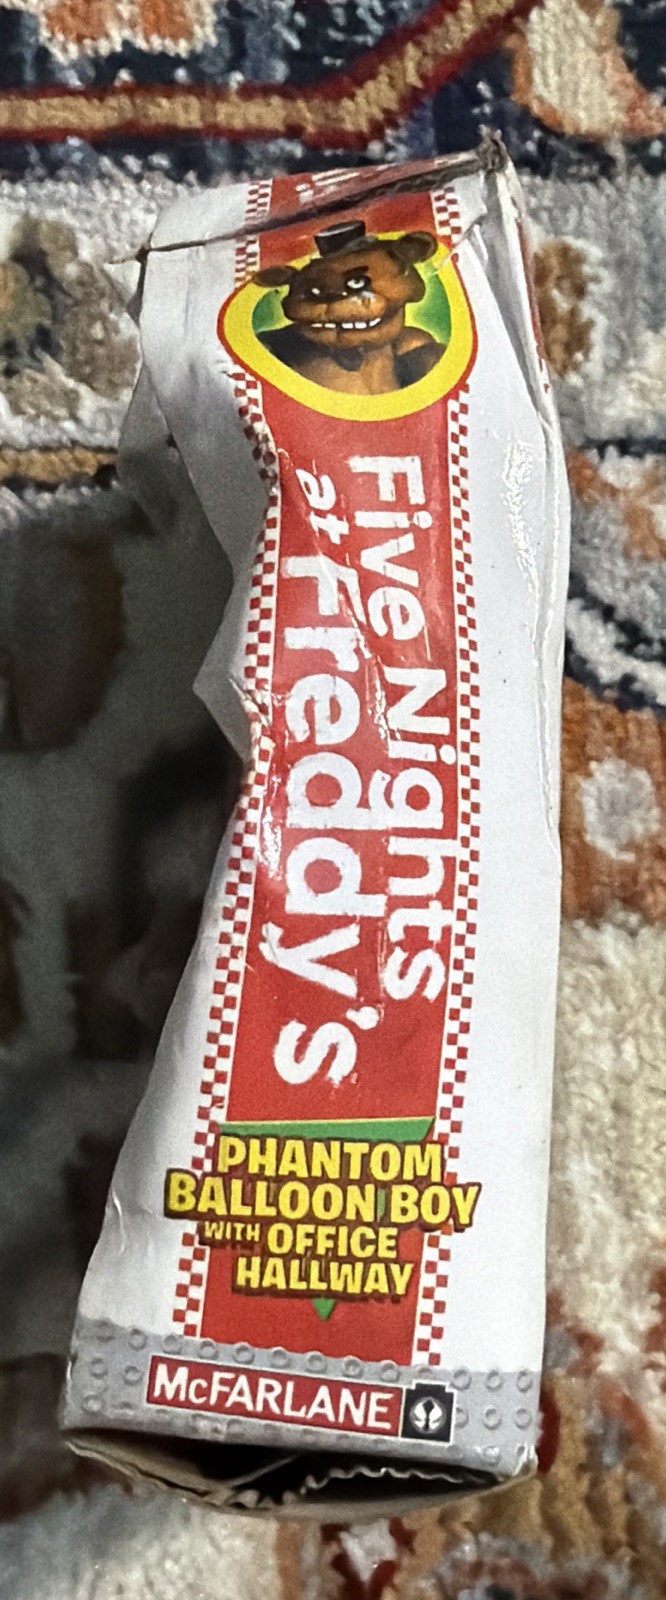 Five Nights
at Freddy's
PHANTOM
BALLOON BOY
WITH OFFICE
HALLWAY
McFARLANE